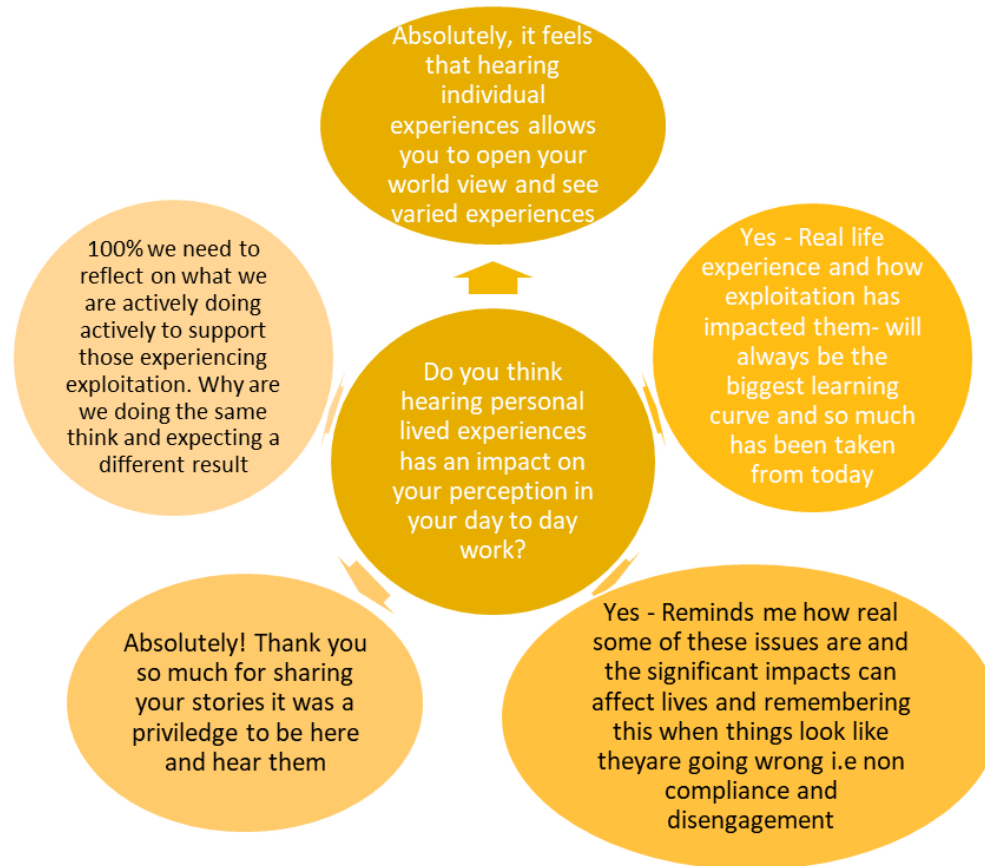 Absolutely, it feels
that hearing
individual
experiences allows
you to open your
world view and see
varied experiences
100% we need to
reflect on what we
are actively doing
actively to support
those experiencing
exploitation. Why are
we doing the same
think and expecting a
different result
Yes - Real life
experience and how
exploitation has
impacted them- will
always be the
biggest learning
curve and so much
has been taken
from today
Do you think
hearing personal
lived experiences
has an impact on
your perception in
your day to day
work?
Absolutely! Thank you
so much for sharing
your stories it was a
priviledge to be here
and hear them
Yes - Reminds me how real
some of these issues are and
the significant impacts can
affect lives and remembering
this when things look like
theyare going wrong i.e non
compliance and
disengagement